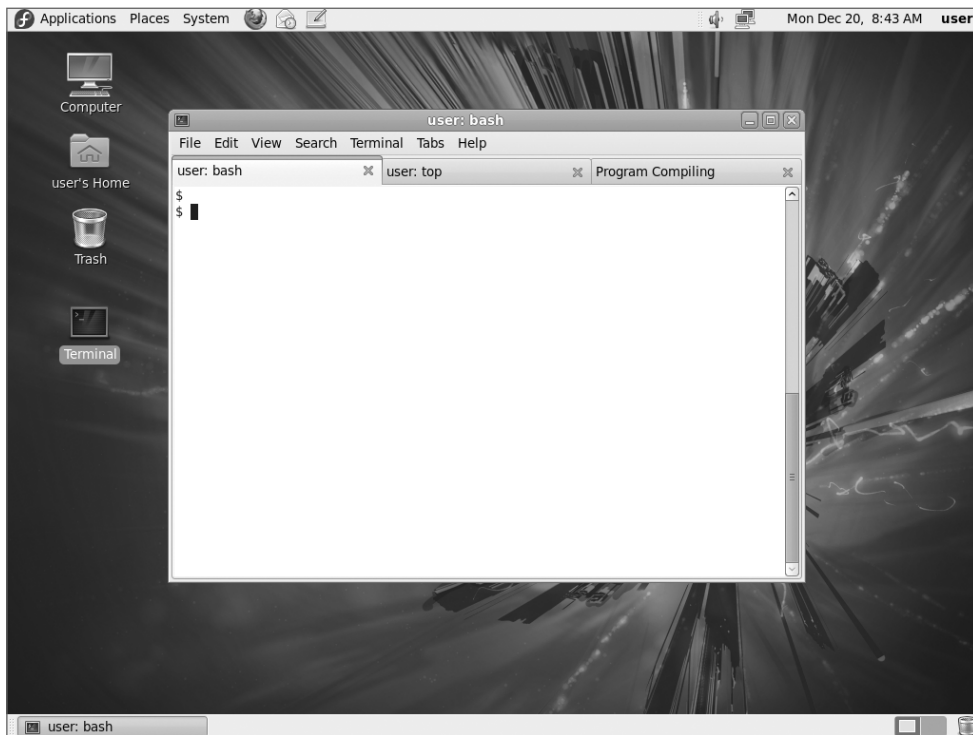 Applications Places System
Mon Dec 20, 8:43 AM user
Computer
user's Home
Trash
Terminal
user: bash
File Edit View Search Terminal Tabs Help
user: bash
user: top
Program Compiling
$
$
user: bash